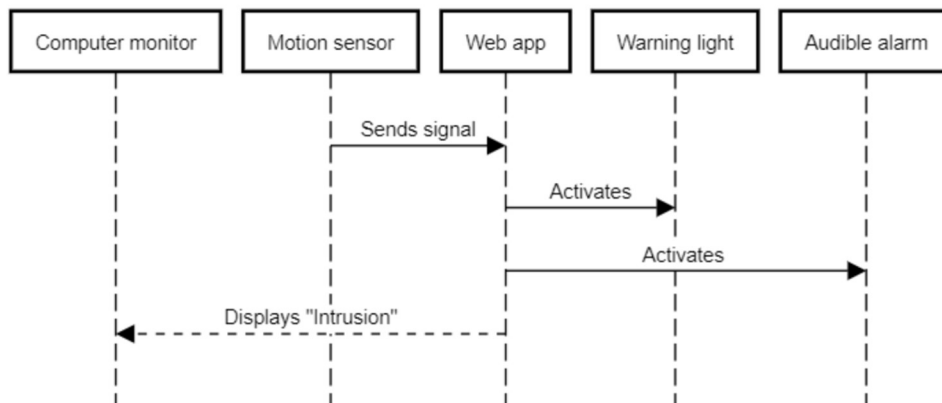 Computer monitor
Motion sensor
Web app
Warning light
Audible alarm
Sends signal
Activates
Activates
Displays "Intrusion"